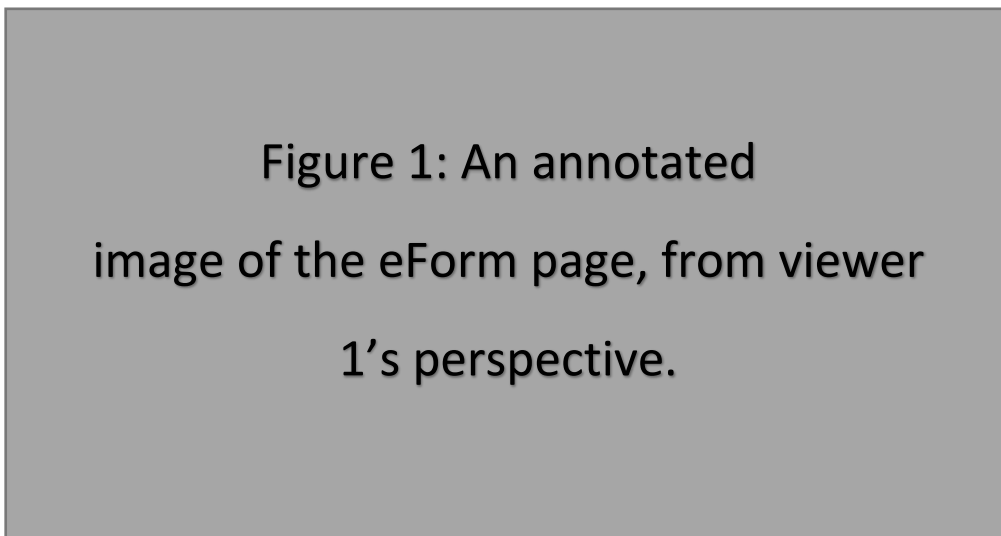 Figure 1: An annotated
image of the eForm page, from viewer
1’s perspective.